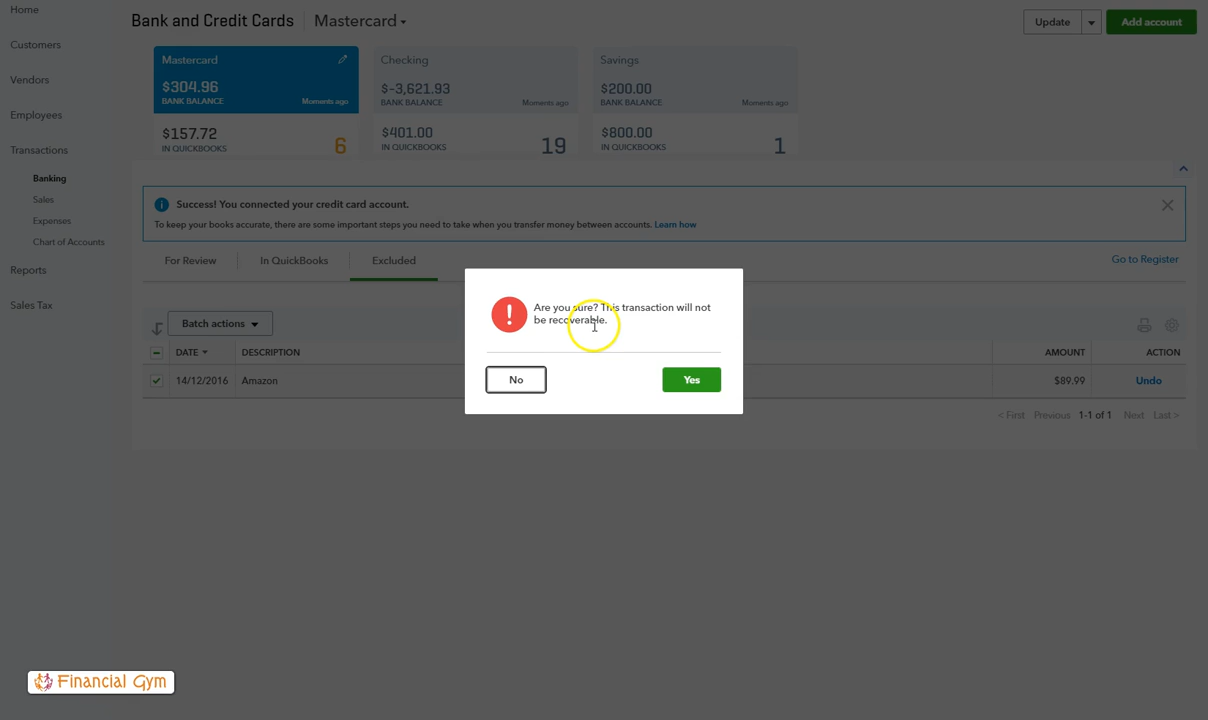 Home
Customers
Vendors
Employees
Transactions
Banking
Sales
Expenses
Chart of Accounts
Reports
Sales Tax
Bank and Credit Cards Mastercard
Update Add account
Mastercard
$304.96
BANK BALANCE Moments ago
$157.72
IN QUICKBOOKS 6
Checking
$-3,621.93
BANK BALANCE Moments ago
$401.00
IN QUICKBOOKS 19
Savings
$200.00
BANK BALANCE Moments ago
$800.00
IN QUICKBOOKS 1
Success! You connected your credit card account.
To keep your books accurate, there are some important steps you need to take when you transfer money between accounts. Learn how
For Review In QuickBooks Excluded Go to Register
Are you sure? This transaction will not
be recoverable.
No Yes
Batch actions
DATE DESCRIPTION AMOUNT ACTION
14/12/2016 Amazon $89.99 Undo
< First Previous 1-1 of 1 Next Last >
Financial Gym